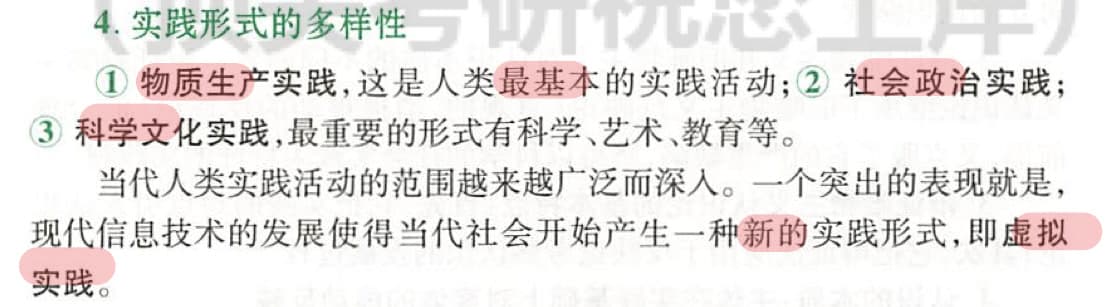 4. 实践形式的多样性
① 物质生产实践,这是人类最基本的实践活动;② 社会政治实践;
③ 科学文化实践,最重要的形式有科学、艺术、教育等。
当代人类实践活动的范围越来越广泛而深入。一个突出的表现就是,
现代信息技术的发展使得当代社会开始产生一种新的实践形式,即虚拟
实践。